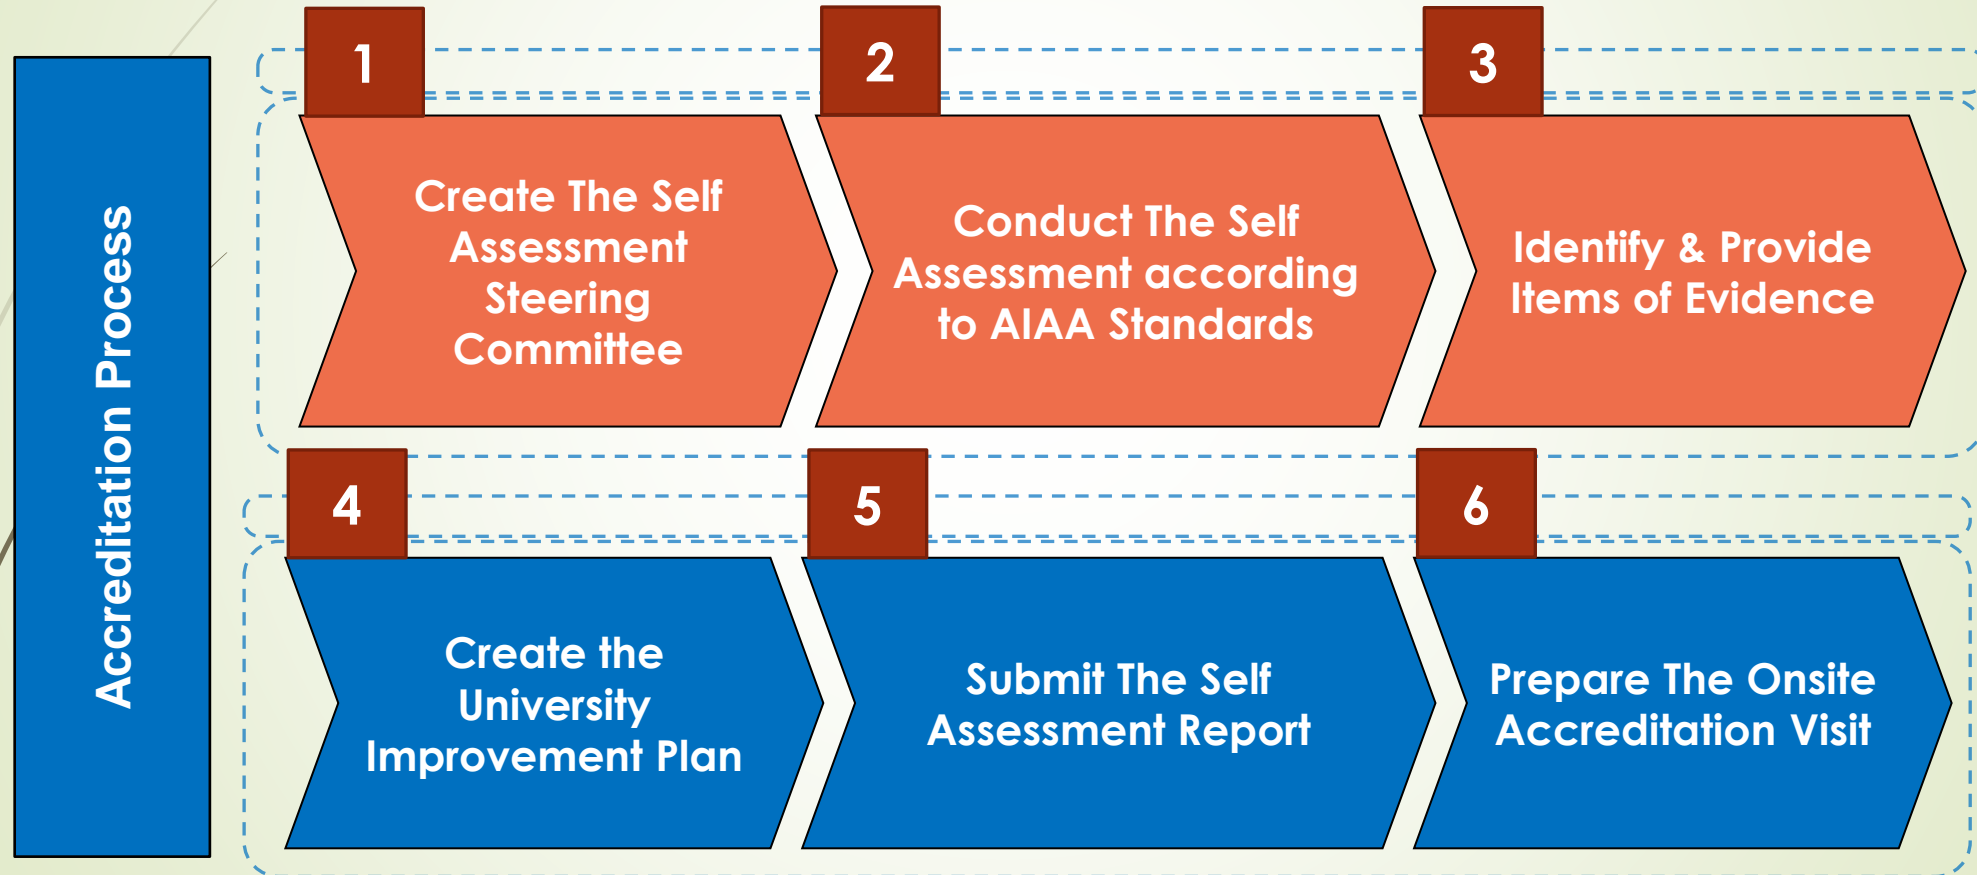 Accreditation Process
1
Create The Self
Assessment
Steering
Committee
2
Conduct The Self
Assessment according
to AIAA Standards
3
Identify & Provide
Items of Evidence
4
Create the
University
Improvement Plan
5
Submit The Self
Assessment Report
6
Prepare The Onsite
Accreditation Visit